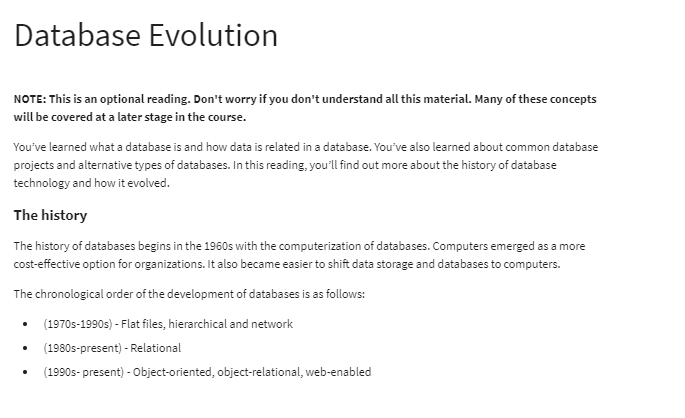 Database Evolution
NOTE: This is an optional reading. Don't worry if you don't understand all this material. Many of these concepts
will be covered at a later stage in the course.
You’ve learned what a database is and how data is related in a database. You’ve also learned about common database
projects and alternative types of databases. In this reading, you’ll find out more about the history of database
technology and how it evolved.
The history
The history of databases begins in the 1960s with the computerization of databases. Computers emerged as a more
cost-effective option for organizations. It also became easier to shift data storage and databases to computers.
The chronological order of the development of databases is as follows:
• (1970s-1990s) - Flat files, hierarchical and network
• (1980s-present) - Relational
• (1990s- present) - Object-oriented, object-relational, web-enabled